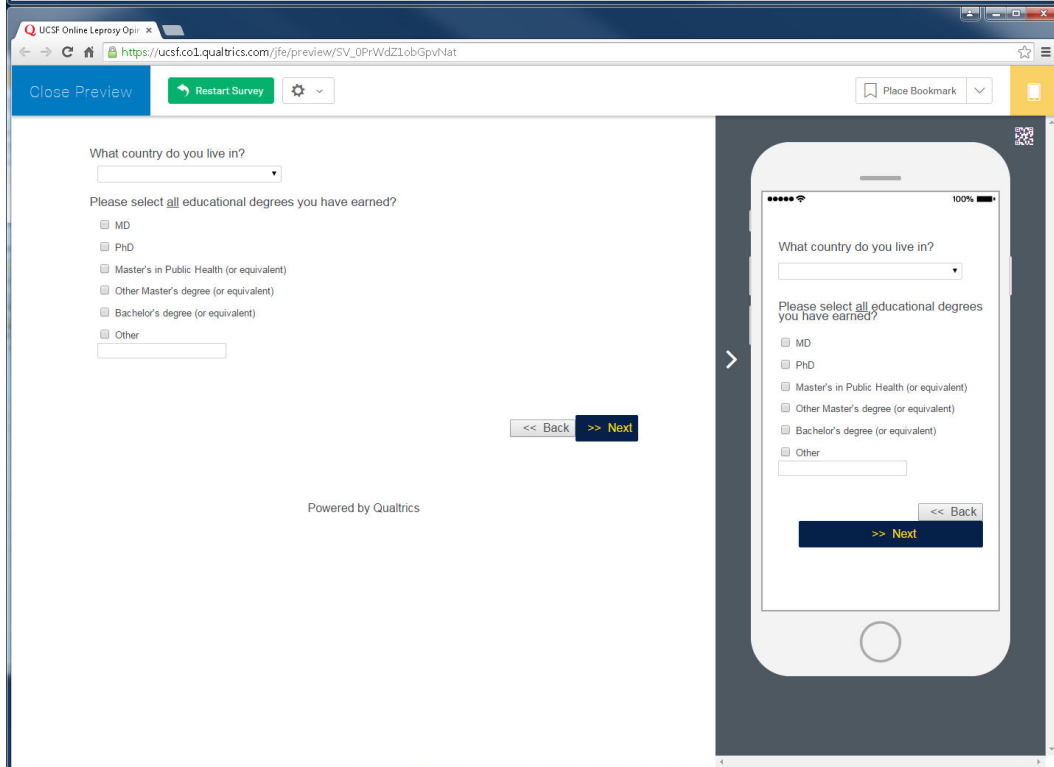 UCSF Online Leprosy Opin
https://ucsf.co1.qualtrics.com/jfe/preview/SV_0PrWdZ1obGpvNat
Close Preview
Restart Survey
Place Bookmark
What country do you live in?
Please select all educational degrees you have earned?
MD
PhD
Master's in Public Health (or equivalent)
Other Master's degree (or equivalent)
Bachelor's degree (or equivalent)
Other
<< Back >> Next
Powered by Qualtrics
100%
What country do you live in?
Please select all educational degrees
you have earned?
MD
PhD
Master's in Public Health (or equivalent)
Other Master's degree (or equivalent)
Bachelor's degree (or equivalent)
Other
<< Back
>> Next